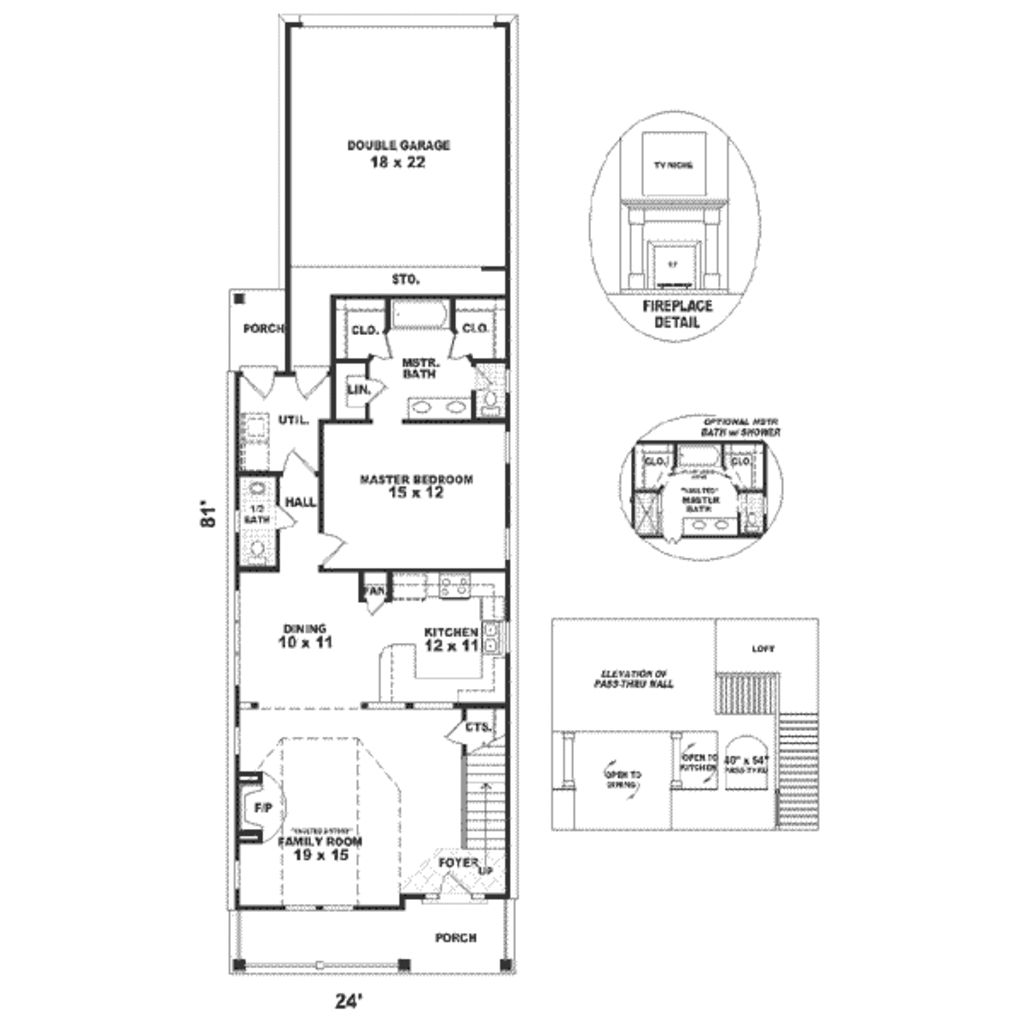 DOUBLE GARAGE
18 x 22
STO.
PORCH
CLO.
CLO.
MSTR.
BATH
LIN.
UTIL.
MASTER BEDROOM
15 x 12
HALL
1/2
BATH
81'
PAN.
DINING
10 x 11
KITCHEN
12 x 11
CTS.
F/P
FAMILY ROOM
19 x 15
FOYER
UP
PORCH
24'
TV NICHE
FIREPLACE
DETAIL
OPTIONAL MSTR
BATH w/ SHOWER
CLO.
CLO.
"VAULTED"
MASTER
BATH
LOFT
ELEVATION OF
PASS-THRU WALL
OPEN TO
DINING
OPEN TO
KITCHEN
40" x 54"
PASS-THRU